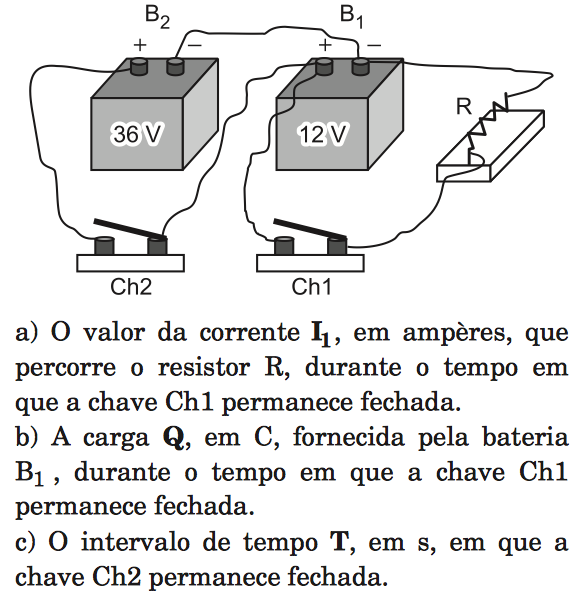 B₂ B₁
+ − + −
R
36 V 12 V
Ch2 Ch1
a) O valor da corrente I₁, em ampères, que
percorre o resistor R, durante o tempo em
que a chave Ch1 permanece fechada.
b) A carga Q, em C, fornecida pela bateria
B₁ , durante o tempo em que a chave Ch1
permanece fechada.
c) O intervalo de tempo T, em s, em que a
chave Ch2 permanece fechada.